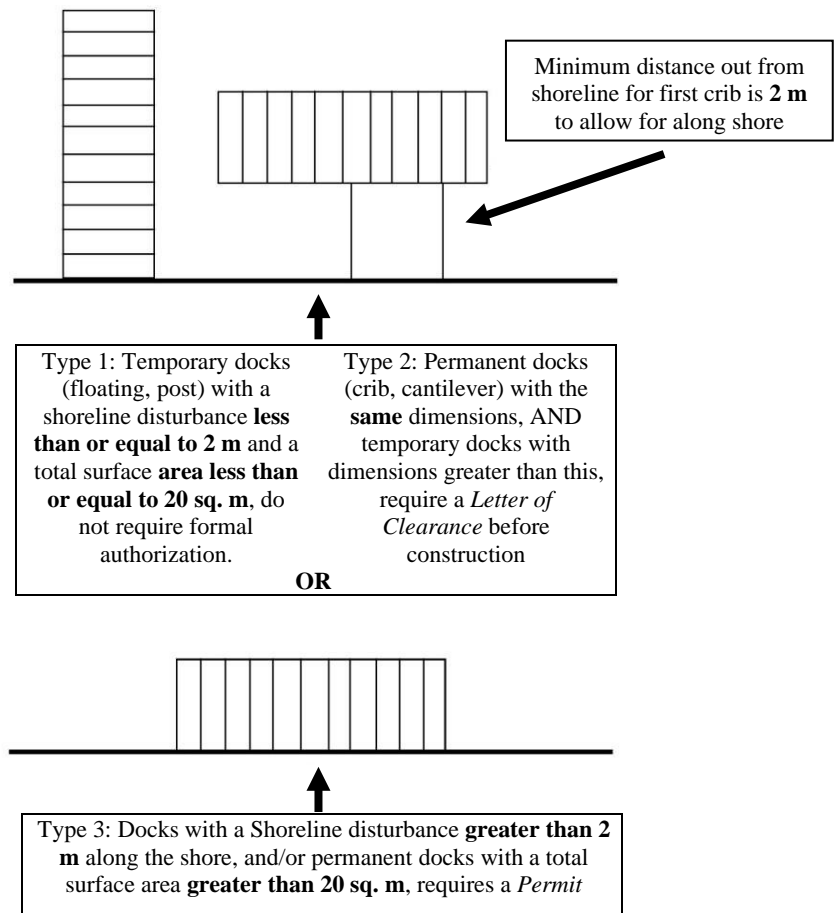 Minimum distance out from
shoreline for first crib is 2 m
to allow for along shore
Type 1: Temporary docks
(floating, post) with a
shoreline disturbance less
than or equal to 2 m and a
total surface area less than
or equal to 20 sq. m, do
not require formal
authorization.
Type 2: Permanent docks
(crib, cantilever) with the
same dimensions, AND
temporary docks with
dimensions greater than this,
require a Letter of
Clearance before
construction
OR
Type 3: Docks with a Shoreline disturbance greater than 2
m along the shore, and/or permanent docks with a total
surface area greater than 20 sq. m, requires a Permit